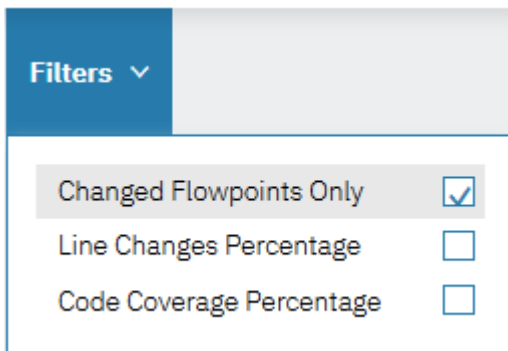 Filters
Changed Flowpoints Only
Line Changes Percentage
Code Coverage Percentage